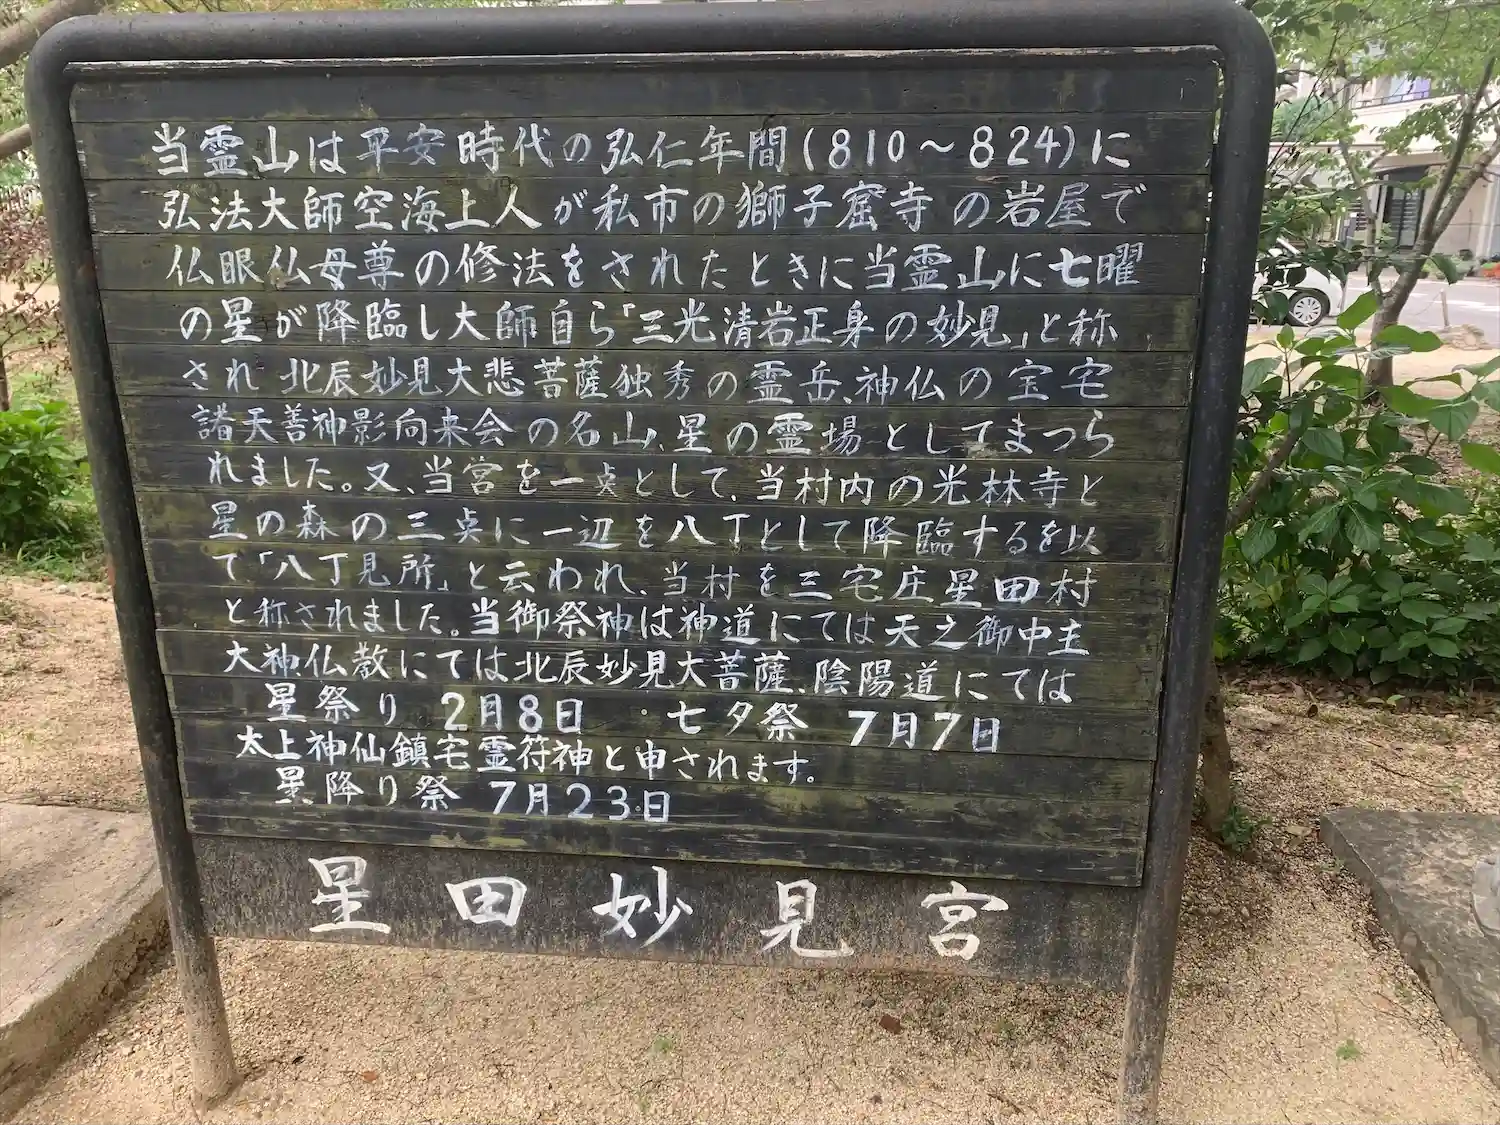 当霊山は平安時代の弘仁年間(810～824)に
弘法大師空海上人が私市の獅子窟寺の岩屋で
仏眼仏母尊の修法をされたときに当霊山に七曜
の星が降臨し大師自ら「三光清岩正身の妙見」と称
され北辰妙見大悲菩薩独秀の霊岳、神仏の宝宅
諸天善神影向来会の名山、星の霊場としてまつら
れました。又、当宮を一点として、当村内の光林寺と
星の森の三点に一辺を八丁として降臨するを以
て「八丁見所」と云われ、当村を三宅庄星田村
と称されました。当御祭神は神道にては天之御中主
大神、仏教にては北辰妙見大菩薩、陰陽道にては
星祭り 2月8日 ・七夕祭 7月7日
太上神仙鎮宅霊符神と申されます。
星降り祭 7月23日
星田妙見宮